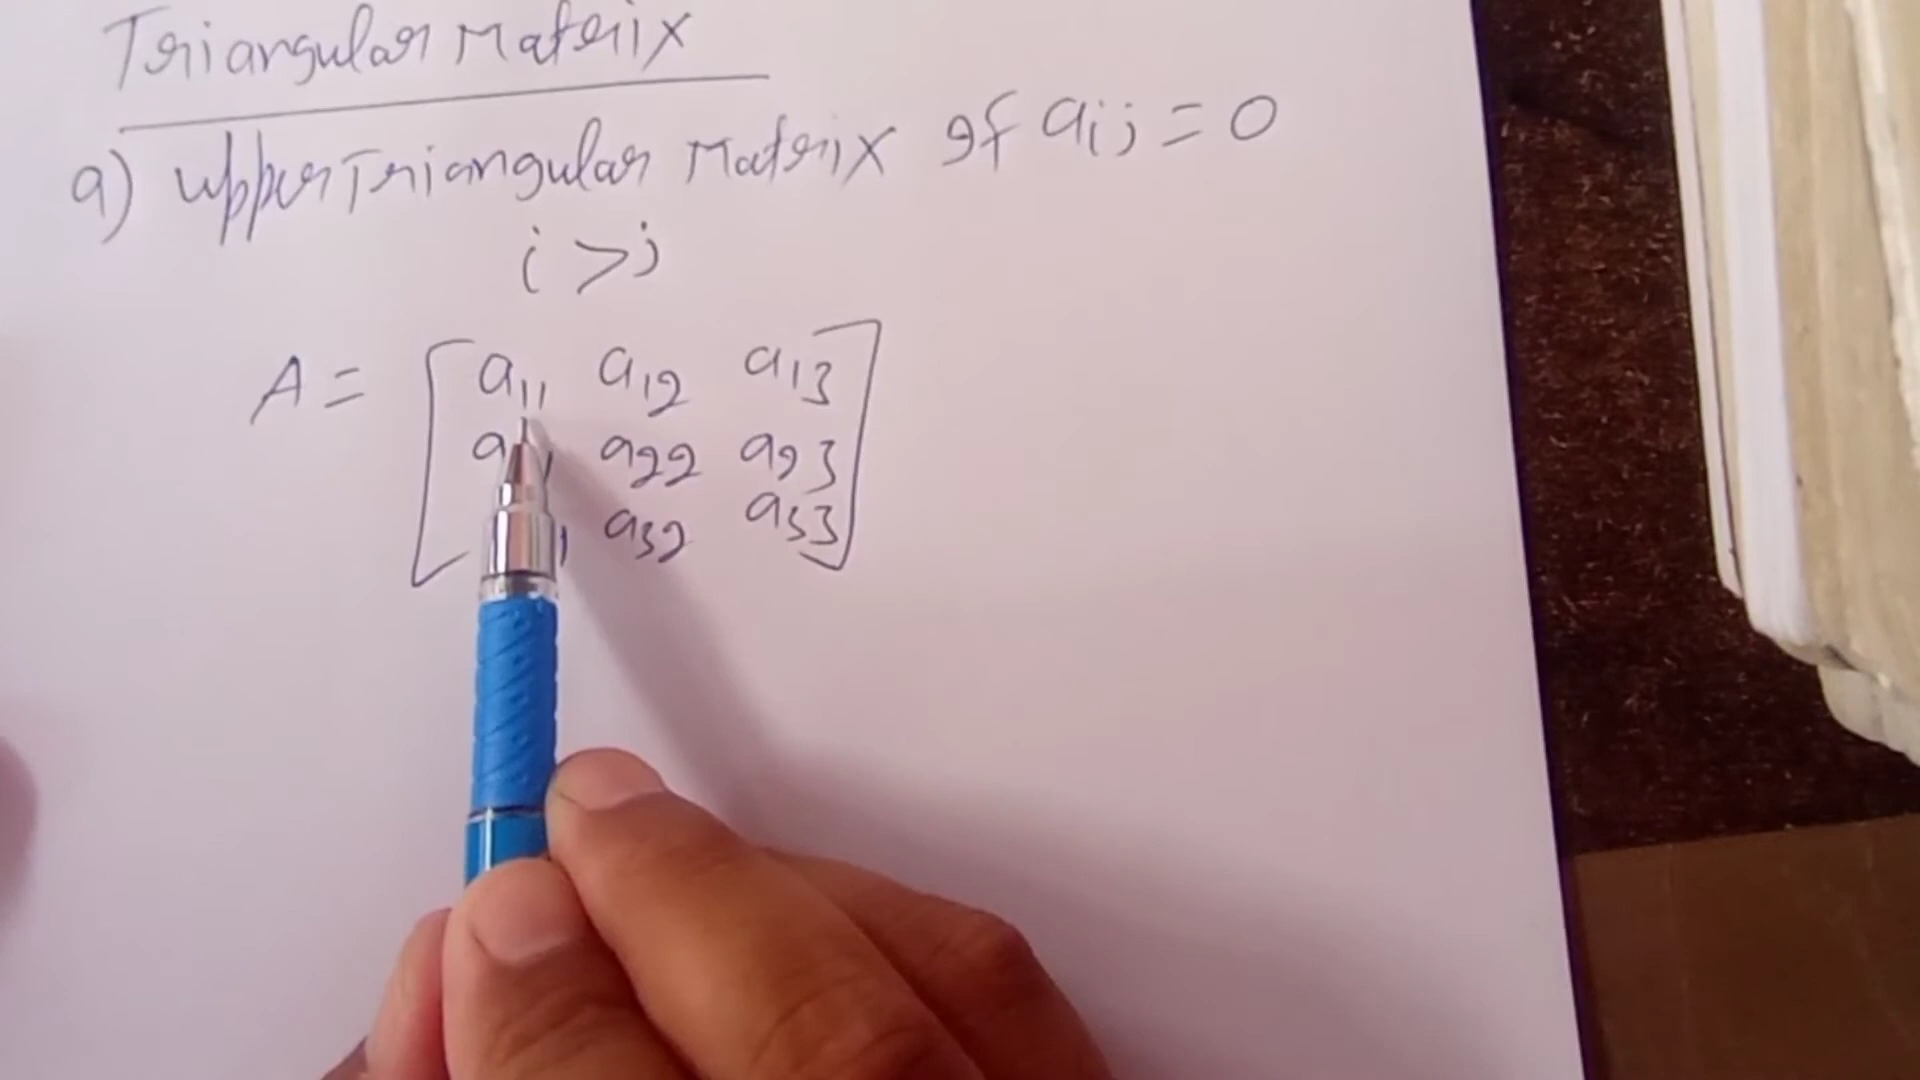 Triangular Matrix
a) Upper Triangular Matrix If aij = 0
i > j
A = [ a11 a12 a13
a22 a23
a32 a33 ]